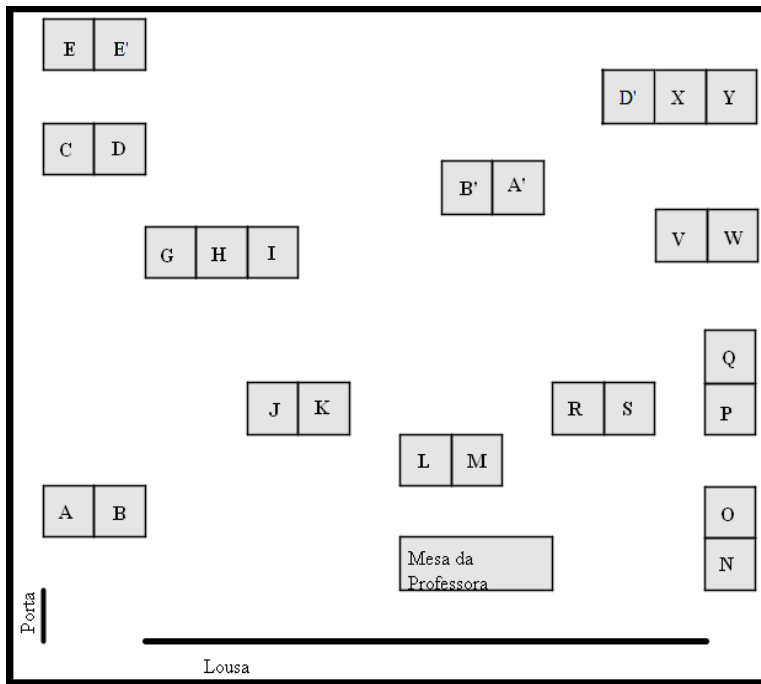 E E'
D' X Y
C D
B' A'
V W
G H I
Q
J K R S P
L M
A B O
Mesa da
Professora
N
Porta
Lousa